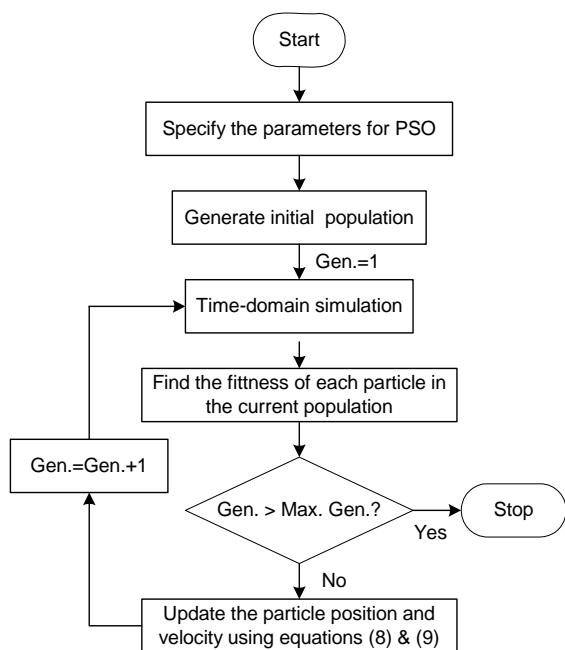 Start
Specify the parameters for PSO
Generate initial population
Gen.=1
Time-domain simulation
Find the fittness of each particle in
the current population
Gen.=Gen.+1
Gen. > Max. Gen.?
Stop
Yes
No
Update the particle position and
velocity using equations (8) & (9)